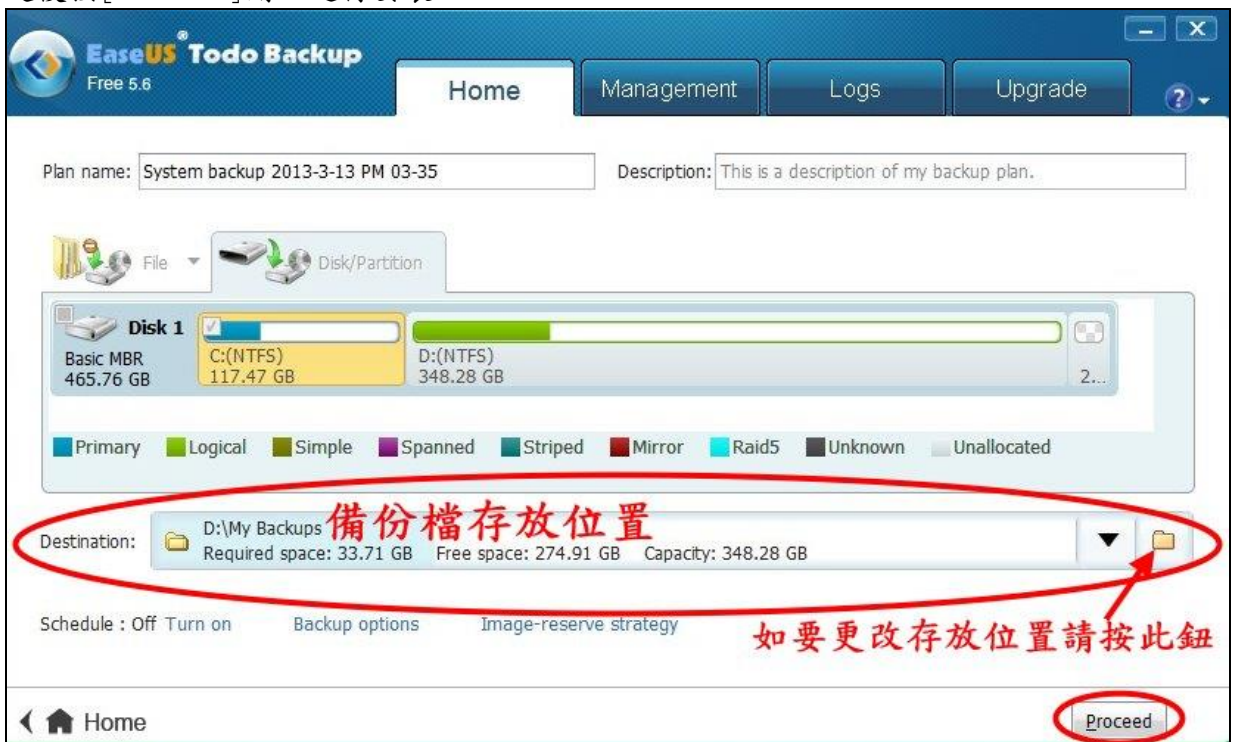 EaseUS® Todo Backup
Free 5.6
Home
Management
Logs
Upgrade
?
Plan name: System backup 2013-3-13 PM 03-35
Description: This is a description of my backup plan.
File
Disk/Partition
Disk 1
Basic MBR
465.76 GB
C:(NTFS)
117.47 GB
D:(NTFS)
348.28 GB
2...
Primary Logical Simple Spanned Striped Mirror Raid5 Unknown Unallocated
Destination:
D:\My Backups
備份檔存放位置
Required space: 33.71 GB Free space: 274.91 GB Capacity: 348.28 GB
Schedule : Off Turn on Backup options Image-reserve strategy
如要更改存放位置請按此鈕
Home
Proceed